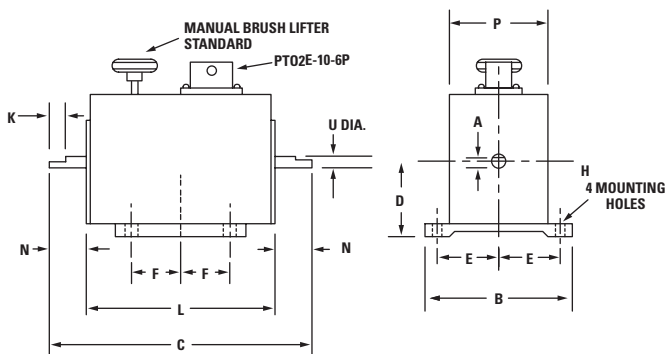 MANUAL BRUSH LIFTER
STANDARD
PT02E-10-6P
P
K
U DIA.
A
H
4 MOUNTING
HOLES
D
N
N
F
F
E
E
L
B
C